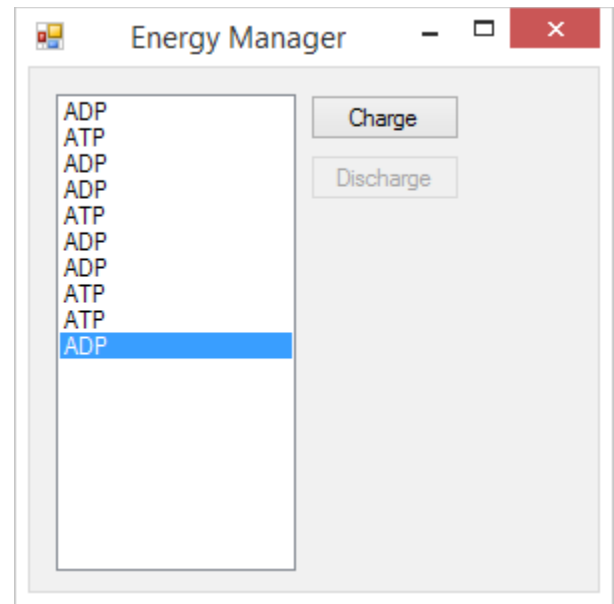 Energy Manager
ADP
ATP
ADP
ADP
ATP
ADP
ADP
ATP
ATP
ADP
Charge
Discharge